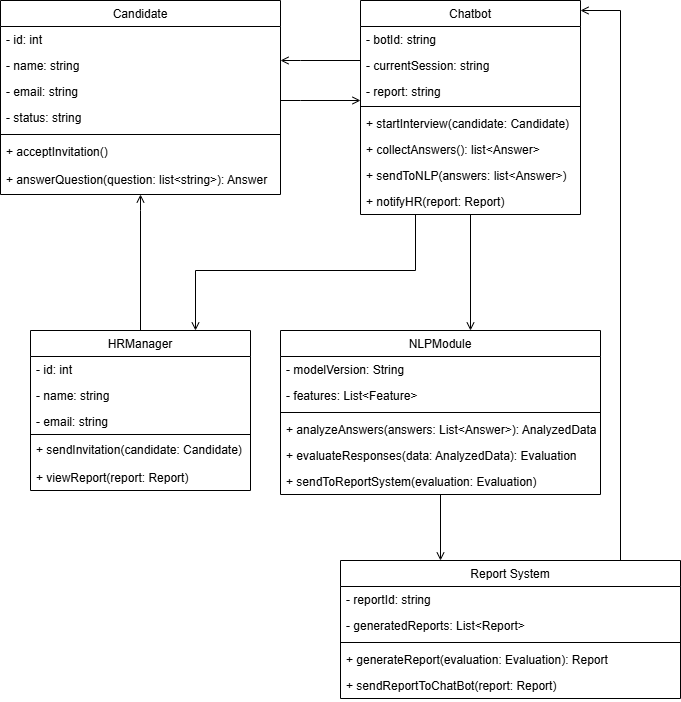 Candidate
- id: int
- name: string
- email: string
- status: string
+ acceptInvitation()
+ answerQuestion(question: list<string>): Answer
Chatbot
- botId: string
- currentSession: string
- report: string
+ startInterview(candidate: Candidate)
+ collectAnswers(): list<Answer>
+ sendToNLP(answers: list<Answer>)
+ notifyHR(report: Report)
HRManager
- id: int
- name: string
- email: string
+ sendInvitation(candidate: Candidate)
+ viewReport(report: Report)
NLPModule
- modelVersion: String
- features: List<Feature>
+ analyzeAnswers(answers: List<Answer>): AnalyzedData
+ evaluateResponses(data: AnalyzedData): Evaluation
+ sendToReportSystem(evaluation: Evaluation)
Report System
- reportId: string
- generatedReports: List<Report>
+ generateReport(evaluation: Evaluation): Report
+ sendReportToChatBot(report: Report)